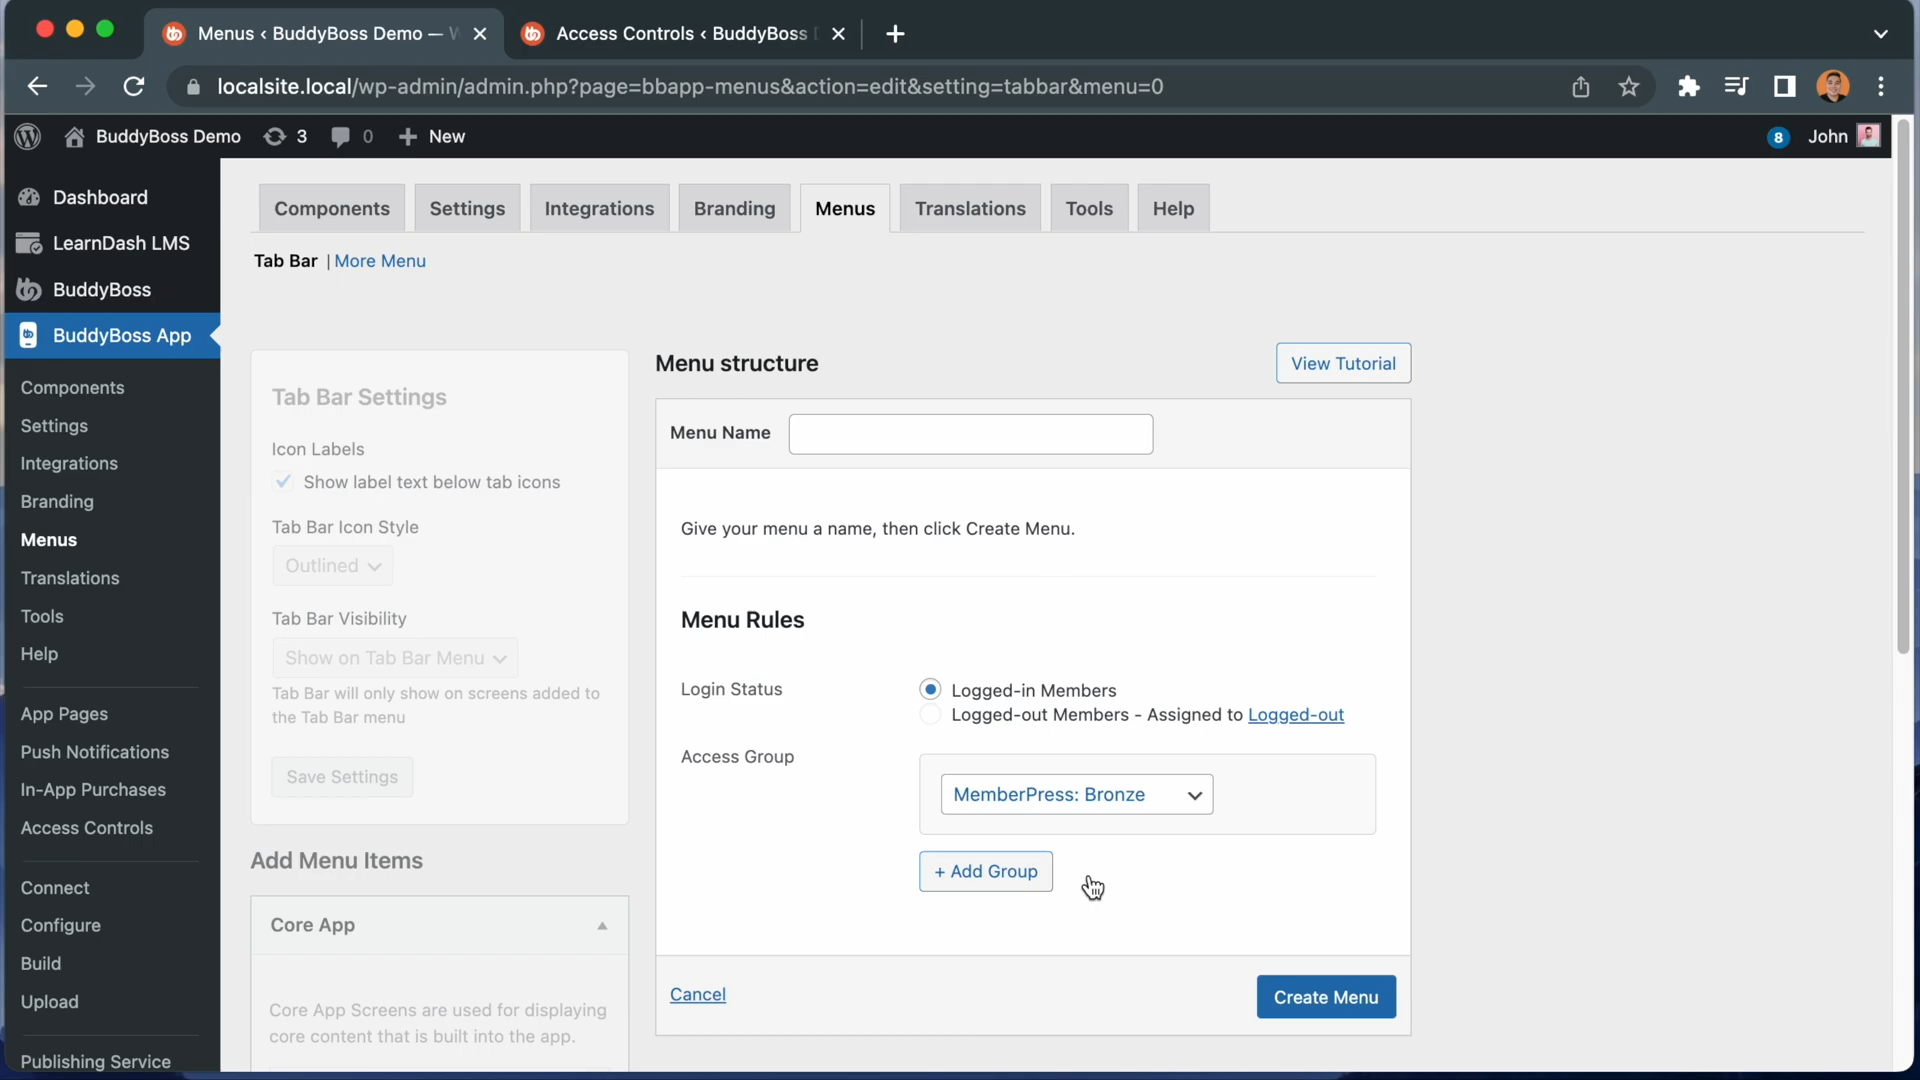 Menus < BuddyBoss Demo —
Access Controls < BuddyBoss
localsite.local/wp-admin/admin.php?page=bbapp-menus&action=edit&setting=tabbar&menu=0
BuddyBoss Demo
3
0
New
8
John
Dashboard
LearnDash LMS
BuddyBoss
BuddyBoss App
Components
Settings
Integrations
Branding
Menus
Translations
Tools
Help
App Pages
Push Notifications
In-App Purchases
Access Controls
Connect
Configure
Build
Upload
Publishing Service
Components
Settings
Integrations
Branding
Menus
Translations
Tools
Help
Tab Bar | More Menu
Tab Bar Settings
Icon Labels
Show label text below tab icons
Tab Bar Icon Style
Outlined
Tab Bar Visibility
Show on Tab Bar Menu
Tab Bar will only show on screens added to
the Tab Bar menu
Save Settings
Add Menu Items
Core App
Core App Screens are used for displaying
core content that is built into the app.
Menu structure
View Tutorial
Menu Name
Give your menu a name, then click Create Menu.
Menu Rules
Login Status
Logged-in Members
Logged-out Members - Assigned to Logged-out
Access Group
MemberPress: Bronze
+ Add Group
Cancel
Create Menu